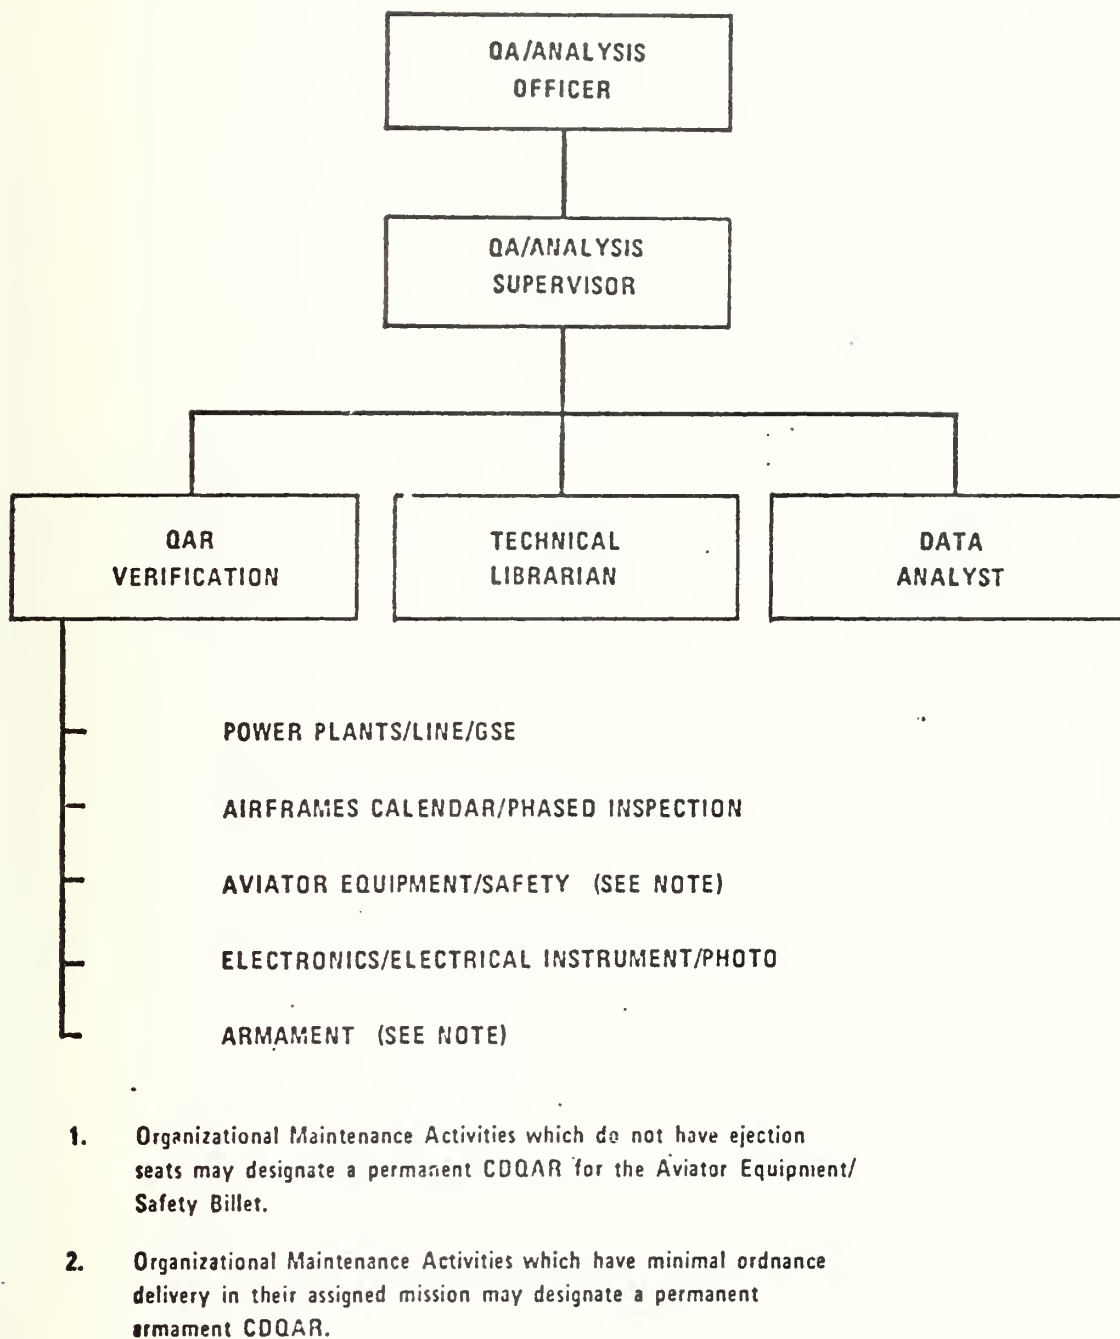 QA/ANALYSIS
OFFICER
QA/ANALYSIS
SUPERVISOR
QAR
VERIFICATION
TECHNICAL
LIBRARIAN
DATA
ANALYST
POWER PLANTS/LINE/GSE
AIRFRAMES CALENDAR/PHASED INSPECTION
AVIATOR EQUIPMENT/SAFETY (SEE NOTE)
ELECTRONICS/ELECTRICAL INSTRUMENT/PHOTO
ARMAMENT (SEE NOTE)
1. Organizational Maintenance Activities which do not have ejection
seats may designate a permanent CDQAR for the Aviator Equipment/
Safety Billet.
2. Organizational Maintenance Activities which have minimal ordnance
delivery in their assigned mission may designate a permanent
armament CDQAR.